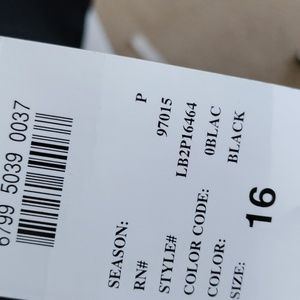 6799 5039 0037
SEASON: P
RN# 97015
STYLE# LB2P16464
COLOR CODE: 0BLAC
COLOR: BLACK
SIZE: 16